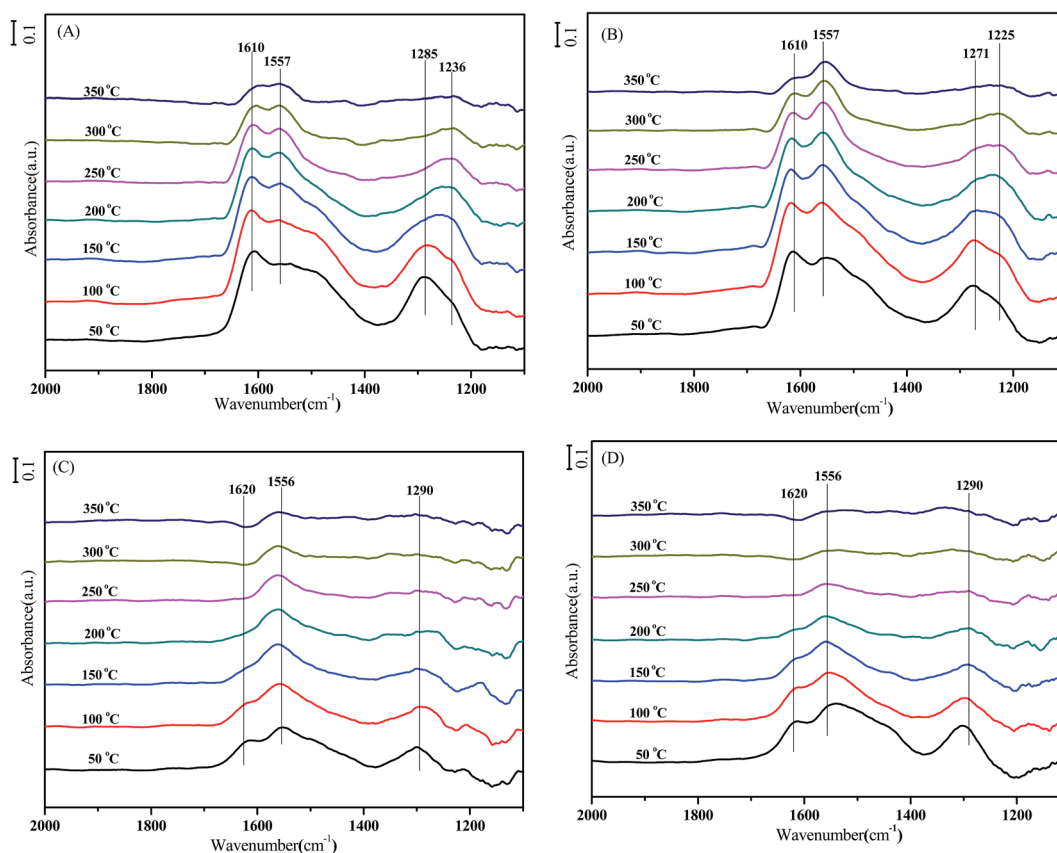 (A)
0.1
1610
1557
1285
1236
350 °C
300 °C
250 °C
200 °C
150 °C
100 °C
50 °C
Absorbance(a.u.)
2000 1800 1600 1400 1200
Wavenumber(cm-1)
(B)
0.1
1610
1557
1271
1225
350 °C
300 °C
250 °C
200 °C
150 °C
100 °C
50 °C
Absorbance(a.u.)
2000 1800 1600 1400 1200
Wavenumber(cm-1)
(C)
0.1
1620
1556
1290
350 °C
300 °C
250 °C
200 °C
150 °C
100 °C
50 °C
Absorbance(a.u.)
2000 1800 1600 1400 1200
Wavenumber(cm-1)
(D)
0.1
1620
1556
1290
350 °C
300 °C
250 °C
200 °C
150 °C
100 °C
50 °C
Absorbance(a.u.)
2000 1800 1600 1400 1200
Wavenumber(cm-1)